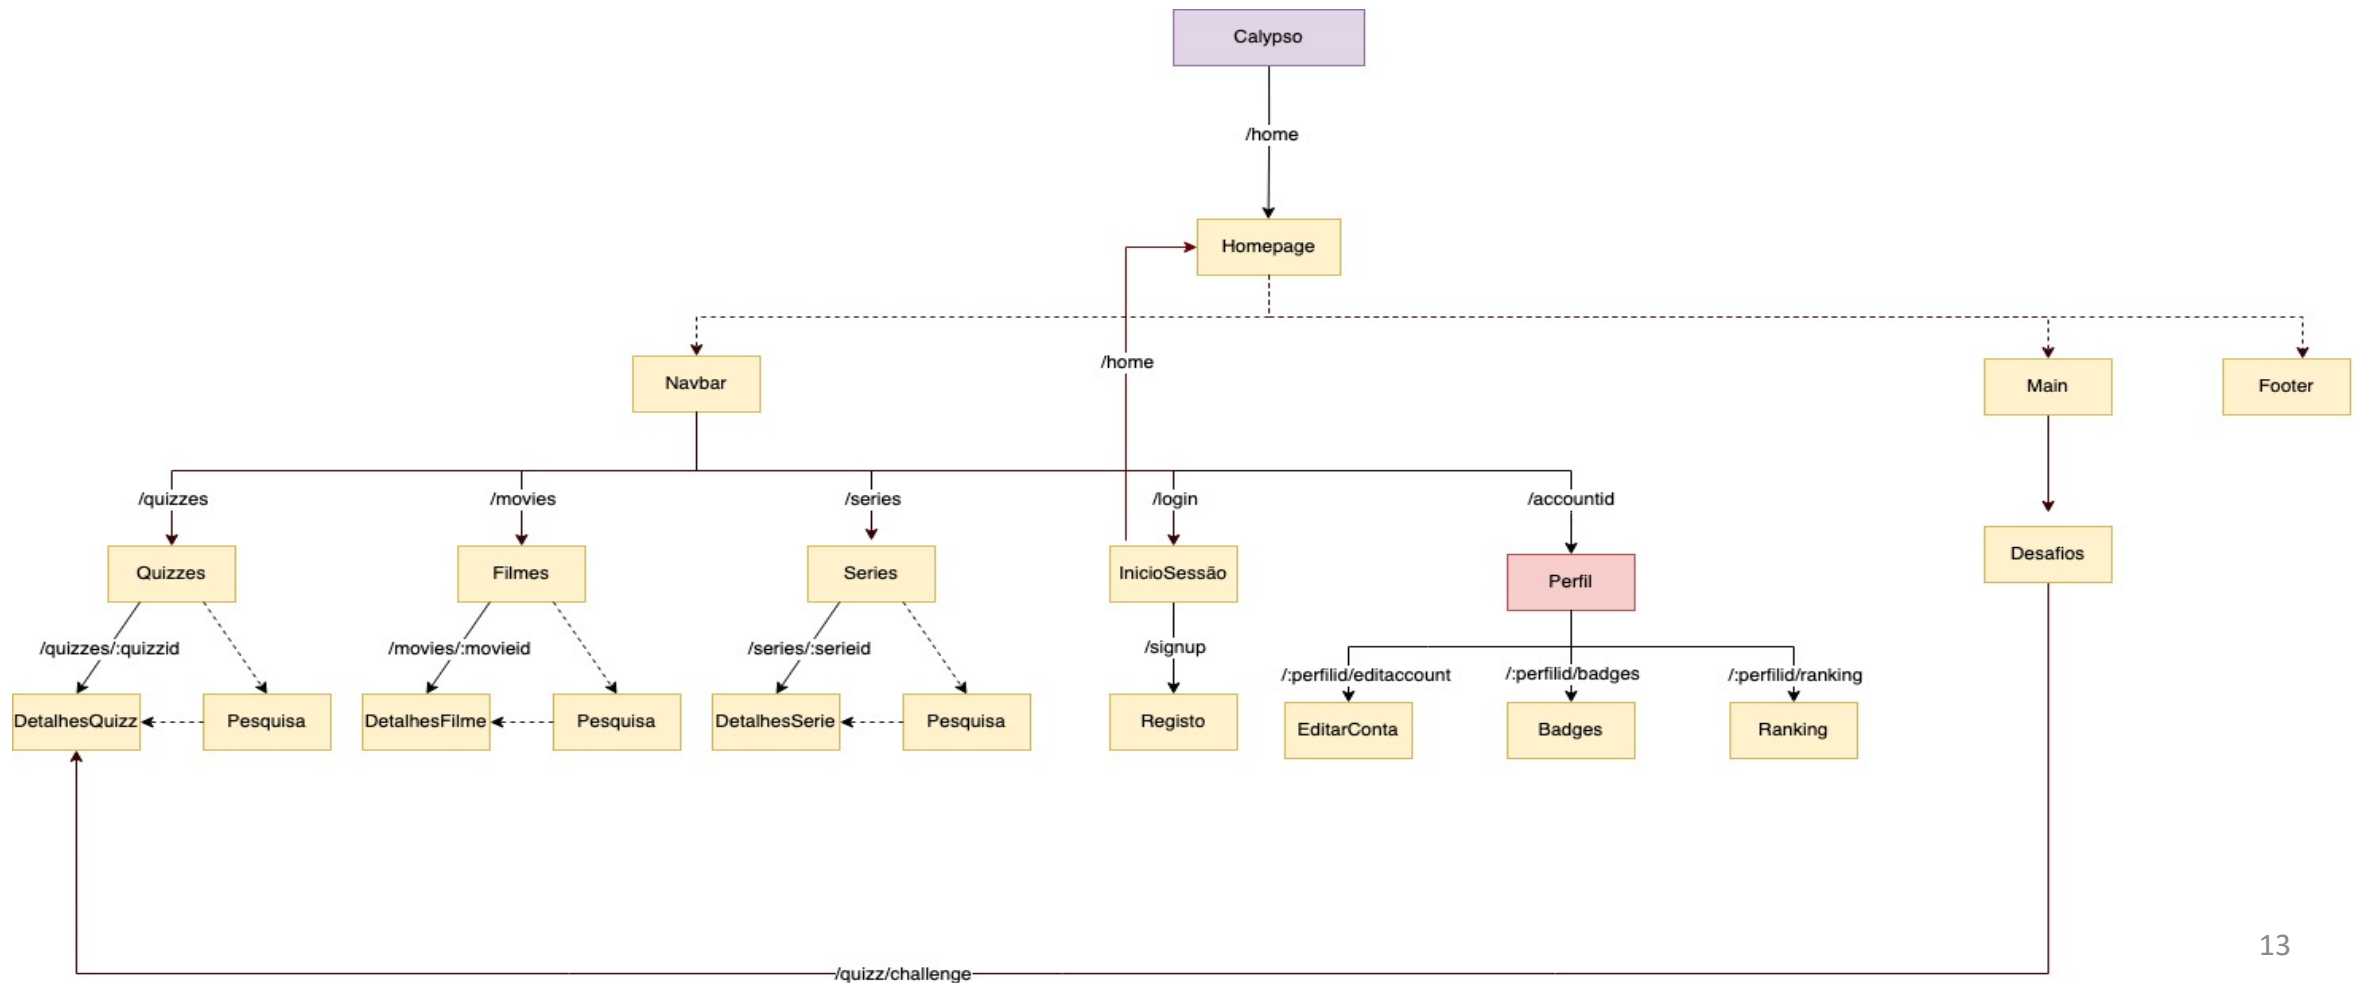 Calypso
/home
Homepage
/home
Navbar
Main
Footer
/quizzes
/movies
/series
/login
/accountid
Quizzes
Filmes
Series
InicioSessão
Perfil
Desafios
/quizzes/:quizzid
/movies/:movieid
/series/:serieid
/signup
/:perfilid/editaccount
/:perfilid/badges
/:perfilid/ranking
DetalhesQuizz
Pesquisa
DetalhesFilme
Pesquisa
DetalhesSerie
Pesquisa
Registo
EditarConta
Badges
Ranking
13
/quizz/challenge